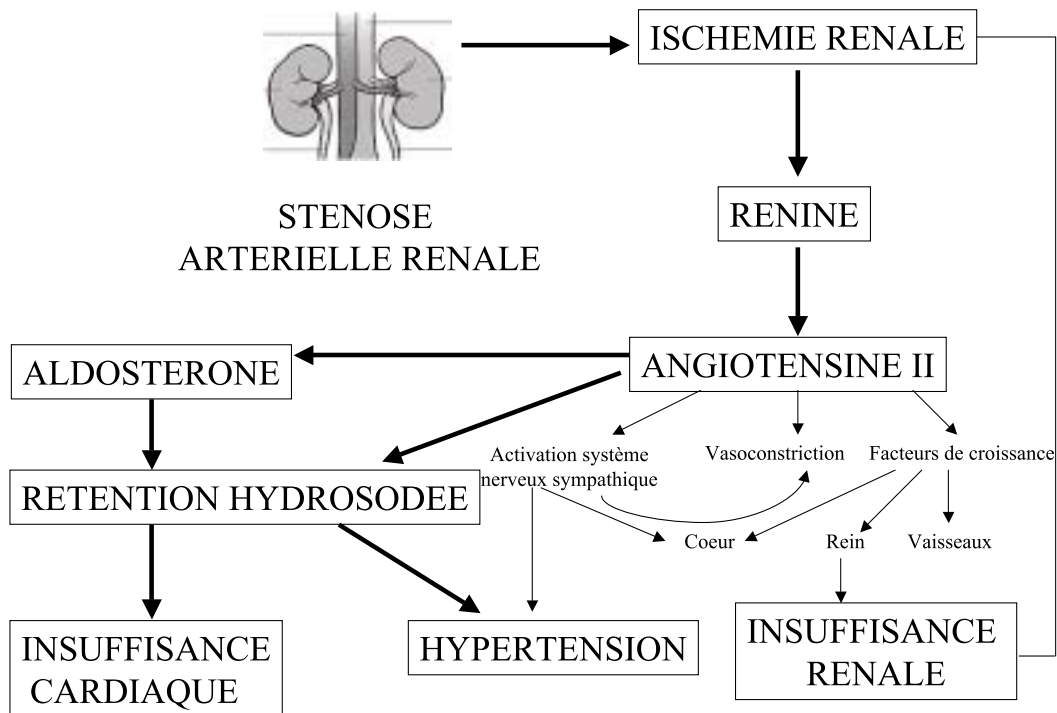 ISCHEMIE RENALE
STENOSE
ARTERIELLE RENALE
RENINE
ALDOSTERONE
ANGIOTENSINE II
Activation système
nerveux sympathique
Vasoconstriction
Facteurs de croissance
RETENTION HYDROSODEE
Coeur
Rein
Vaisseaux
INSUFFISANCE
CARDIAQUE
HYPERTENSION
INSUFFISANCE
RENALE